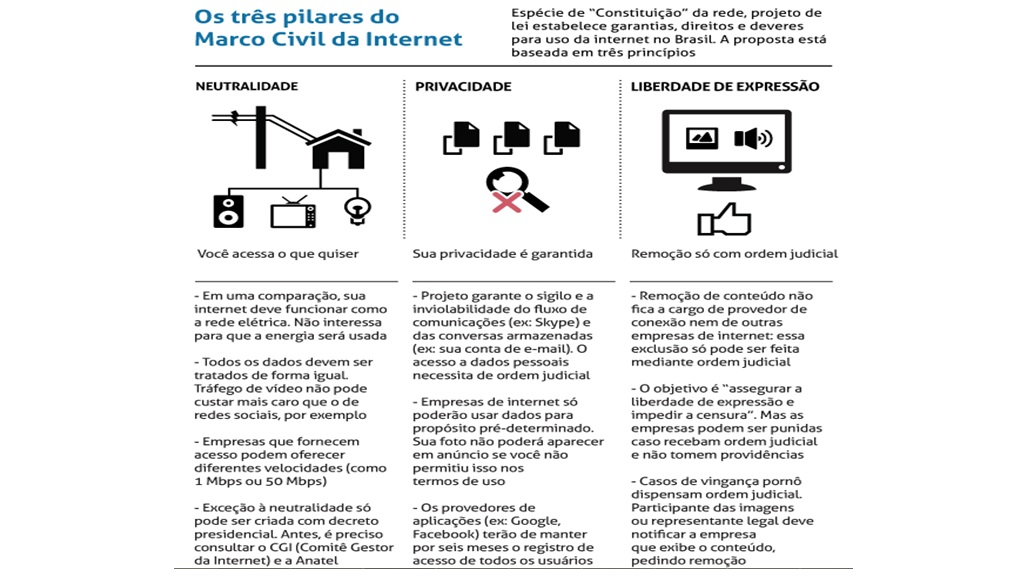 Os três pilares do
Marco Civil da Internet
Espécie de “Constituição” da rede, projeto de
lei estabelece garantias, direitos e deveres
para uso da internet no Brasil. A proposta está
baseada em três princípios
NEUTRALIDADE
Você acessa o que quiser
- Em uma comparação, sua
internet deve funcionar como
a rede elétrica. Não interessa
para que a energia será usada
- Todos os dados devem ser
tratados de forma igual.
Tráfego de vídeo não pode
custar mais caro que o de
redes sociais, por exemplo
- Empresas que fornecem
acesso podem oferecer
diferentes velocidades (como
1 Mbps ou 50 Mbps)
- Exceção à neutralidade só
pode ser criada com decreto
presidencial. Antes, é preciso
consultar o CGI (Comitê Gestor
da Internet) e a Anatel
PRIVACIDADE
Sua privacidade é garantida
- Projeto garante o sigilo e a
inviolabilidade do fluxo de
comunicações (ex: Skype) e
das conversas armazenadas
(ex: sua conta de e-mail). O
acesso a dados pessoais
necessita de ordem judicial
- Empresas de internet só
poderão usar dados para
propósito pré-determinado.
Sua foto não poderá aparecer
em anúncio se você não
permitiu isso nos
termos de uso
- Os provedores de
aplicações (ex: Google,
Facebook) terão de manter
por seis meses o registro de
acesso de todos os usuários
LIBERDADE DE EXPRESSÃO
Remoção só com ordem judicial
- Remoção de conteúdo não
fica a cargo de provedor de
conexão nem de outras
empresas de internet: essa
exclusão só pode ser feita
mediante ordem judicial
- O objetivo é “assegurar a
liberdade de expressão e
impedir a censura”. Mas as
empresas podem ser punidas
caso recebam ordem judicial
e não tomem providências
- Casos de vingança pornô
dispensam ordem judicial.
Participante das imagens
ou representante legal deve
notificar a empresa
que exibe o conteúdo,
pedindo remoção